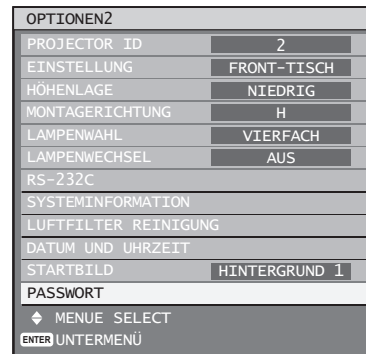 OPTIONEN2
PROJECTOR ID 2
EINSTELLUNG FRONT-TISCH
HÖHENLAGE NIEDRIG
MONTAGERICHTUNG H
LAMPENWAHL VIERFACH
LAMPENWECHSEL AUS
RS-232C
SYSTEMINFORMATION
LUFTFILTER REINIGUNG
DATUM UND UHRZEIT
STARTBILD HINTERGRUND 1
PASSWORT
MENUE SELECT
ENTER UNTERMENÜ